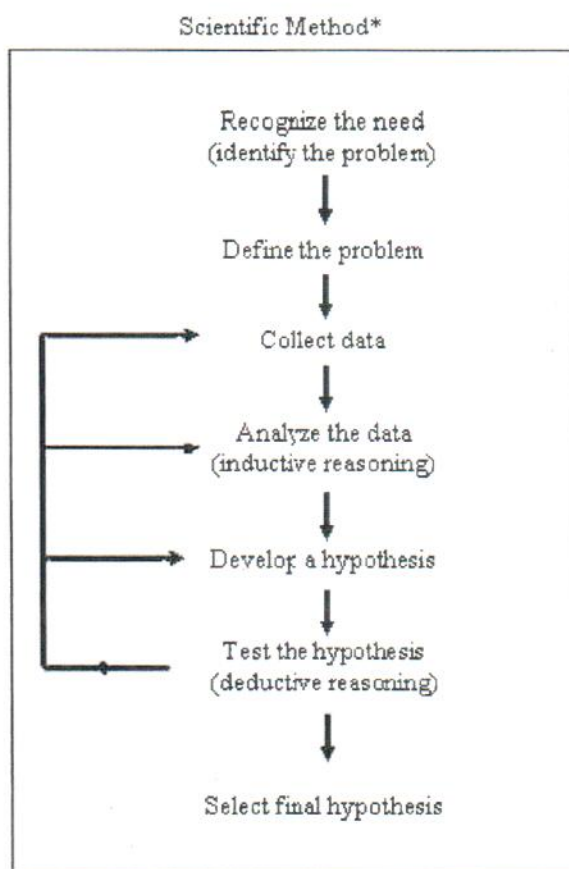 Scientific Method*
Recognize the need
(identify the problem)
Define the problem
Collect data
Analyze the data
(inductive reasoning)
Develop a hypothesis
Test the hypothesis
(deductive reasoning)
Select final hypothesis